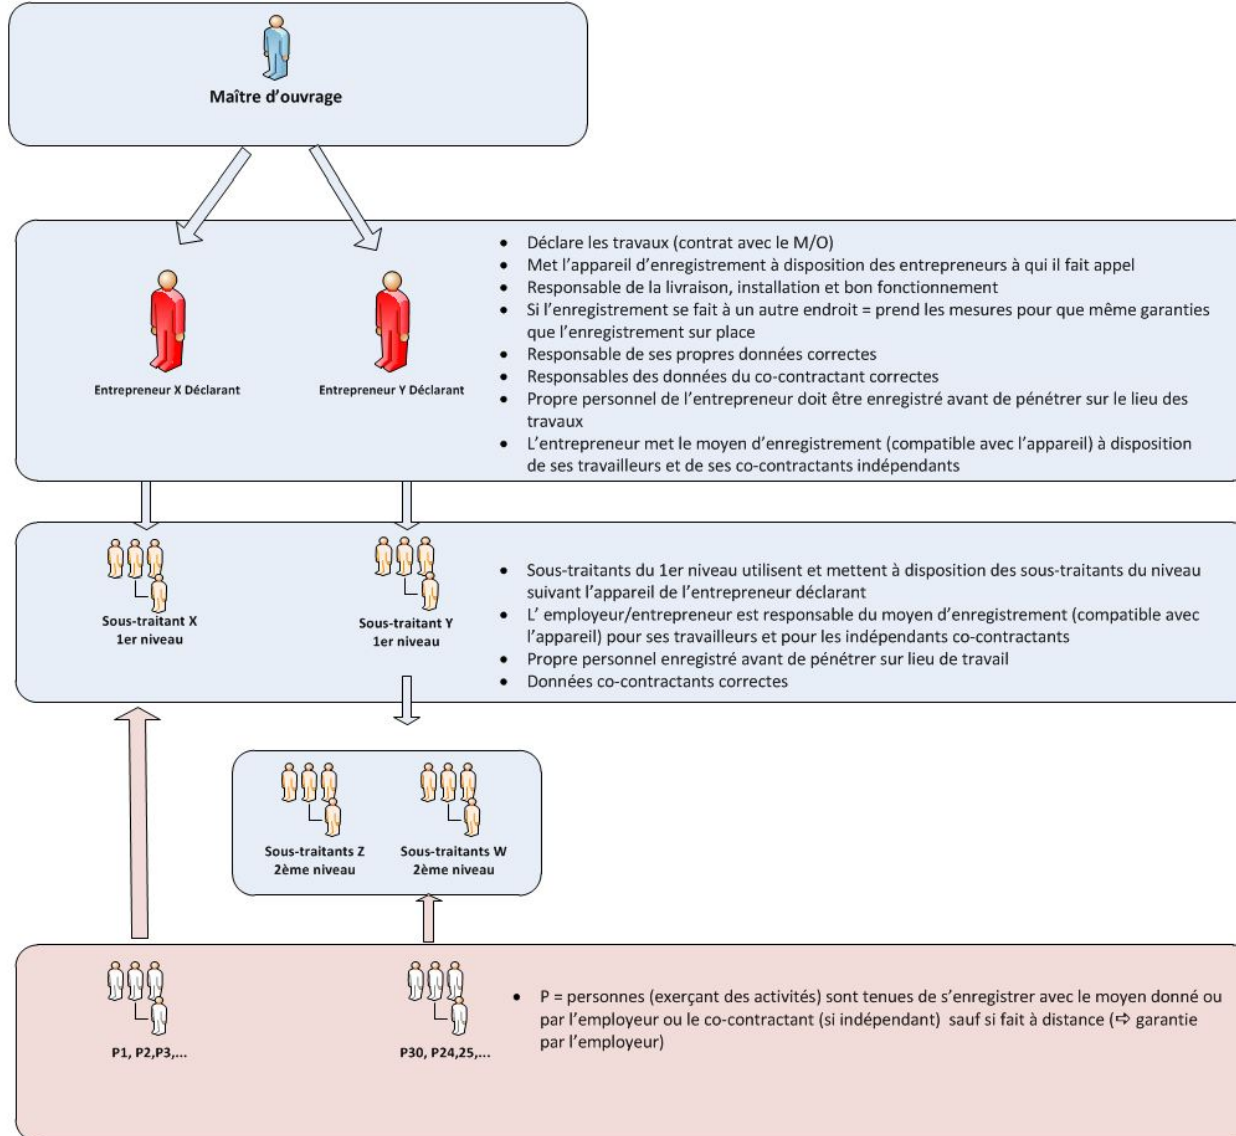 Maître d'ouvrage
• Déclare les travaux (contrat avec le M/O)
• Met l'appareil d'enregistrement à disposition des entrepreneurs à qui il fait appel
• Responsable de la livraison, installation et bon fonctionnement
• Si l'enregistrement se fait à un autre endroit = prend les mesures pour que même garanties
que l'enregistrement sur place
• Responsable de ses propres données correctes
• Responsables des données du co-contractant correctes
• Propre personnel de l'entrepreneur doit être enregistré avant de pénétrer sur le lieu des
travaux
• L'entrepreneur met le moyen d'enregistrement (compatible avec l'appareil) à disposition
de ses travailleurs et de ses co-contractants indépendants
Entrepreneur X Déclarant
Entrepreneur Y Déclarant
Sous-traitant X
1er niveau
Sous-traitant Y
1er niveau
• Sous-traitants du 1er niveau utilisent et mettent à disposition des sous-traitants du niveau
suivant l'appareil de l'entrepreneur déclarant
• L' employeur/entrepreneur est responsable du moyen d'enregistrement (compatible avec
l'appareil) pour ses travailleurs et pour les indépendants co-contractants
• Propre personnel enregistré avant de pénétrer sur lieu de travail
• Données co-contractants correctes
Sous-traitants Z
2ème niveau
Sous-traitants W
2ème niveau
P1, P2,P3,...
P30, P24,25,...
• P = personnes (exerçant des activités) sont tenues de s'enregistrer avec le moyen donné ou
par l'employeur ou le co-contractant (si indépendant) sauf si fait à distance (⇨ garantie
par l'employeur)